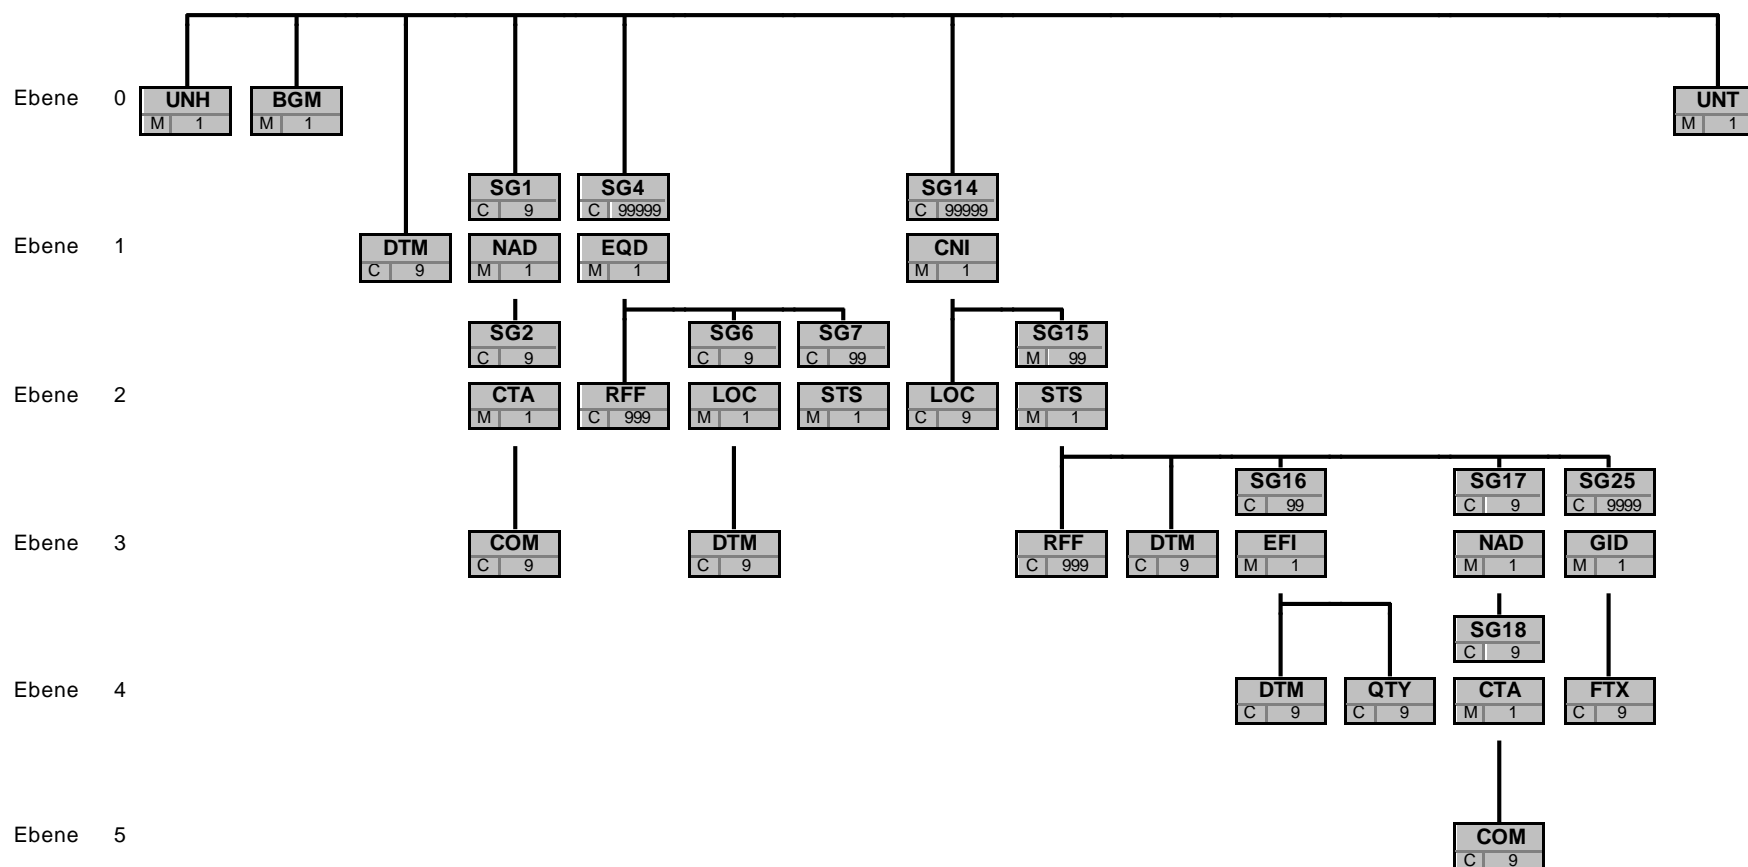 Ebene 0 UNH BGM UNT
M 1 M 1 M 1
SG1 SG4 SG14
C 9 C 99999 C 99999
Ebene 1 DTM NAD EQD CNI
C 9 M 1 M 1 M 1
SG2 SG6 SG7 SG15
C 9 C 9 C 99 M 99
Ebene 2 CTA RFF LOC STS LOC STS
M 1 C 999 M 1 M 1 C 9 M 1
SG16 SG17 SG25
C 99 C 9 C 9999
Ebene 3 COM DTM RFF DTM EFI NAD GID
C 9 C 9 C 999 C 9 M 1 M 1 M 1
SG18
C 9
Ebene 4 DTM QTY CTA FTX
C 9 C 9 M 1 C 9
Ebene 5 COM
C 9